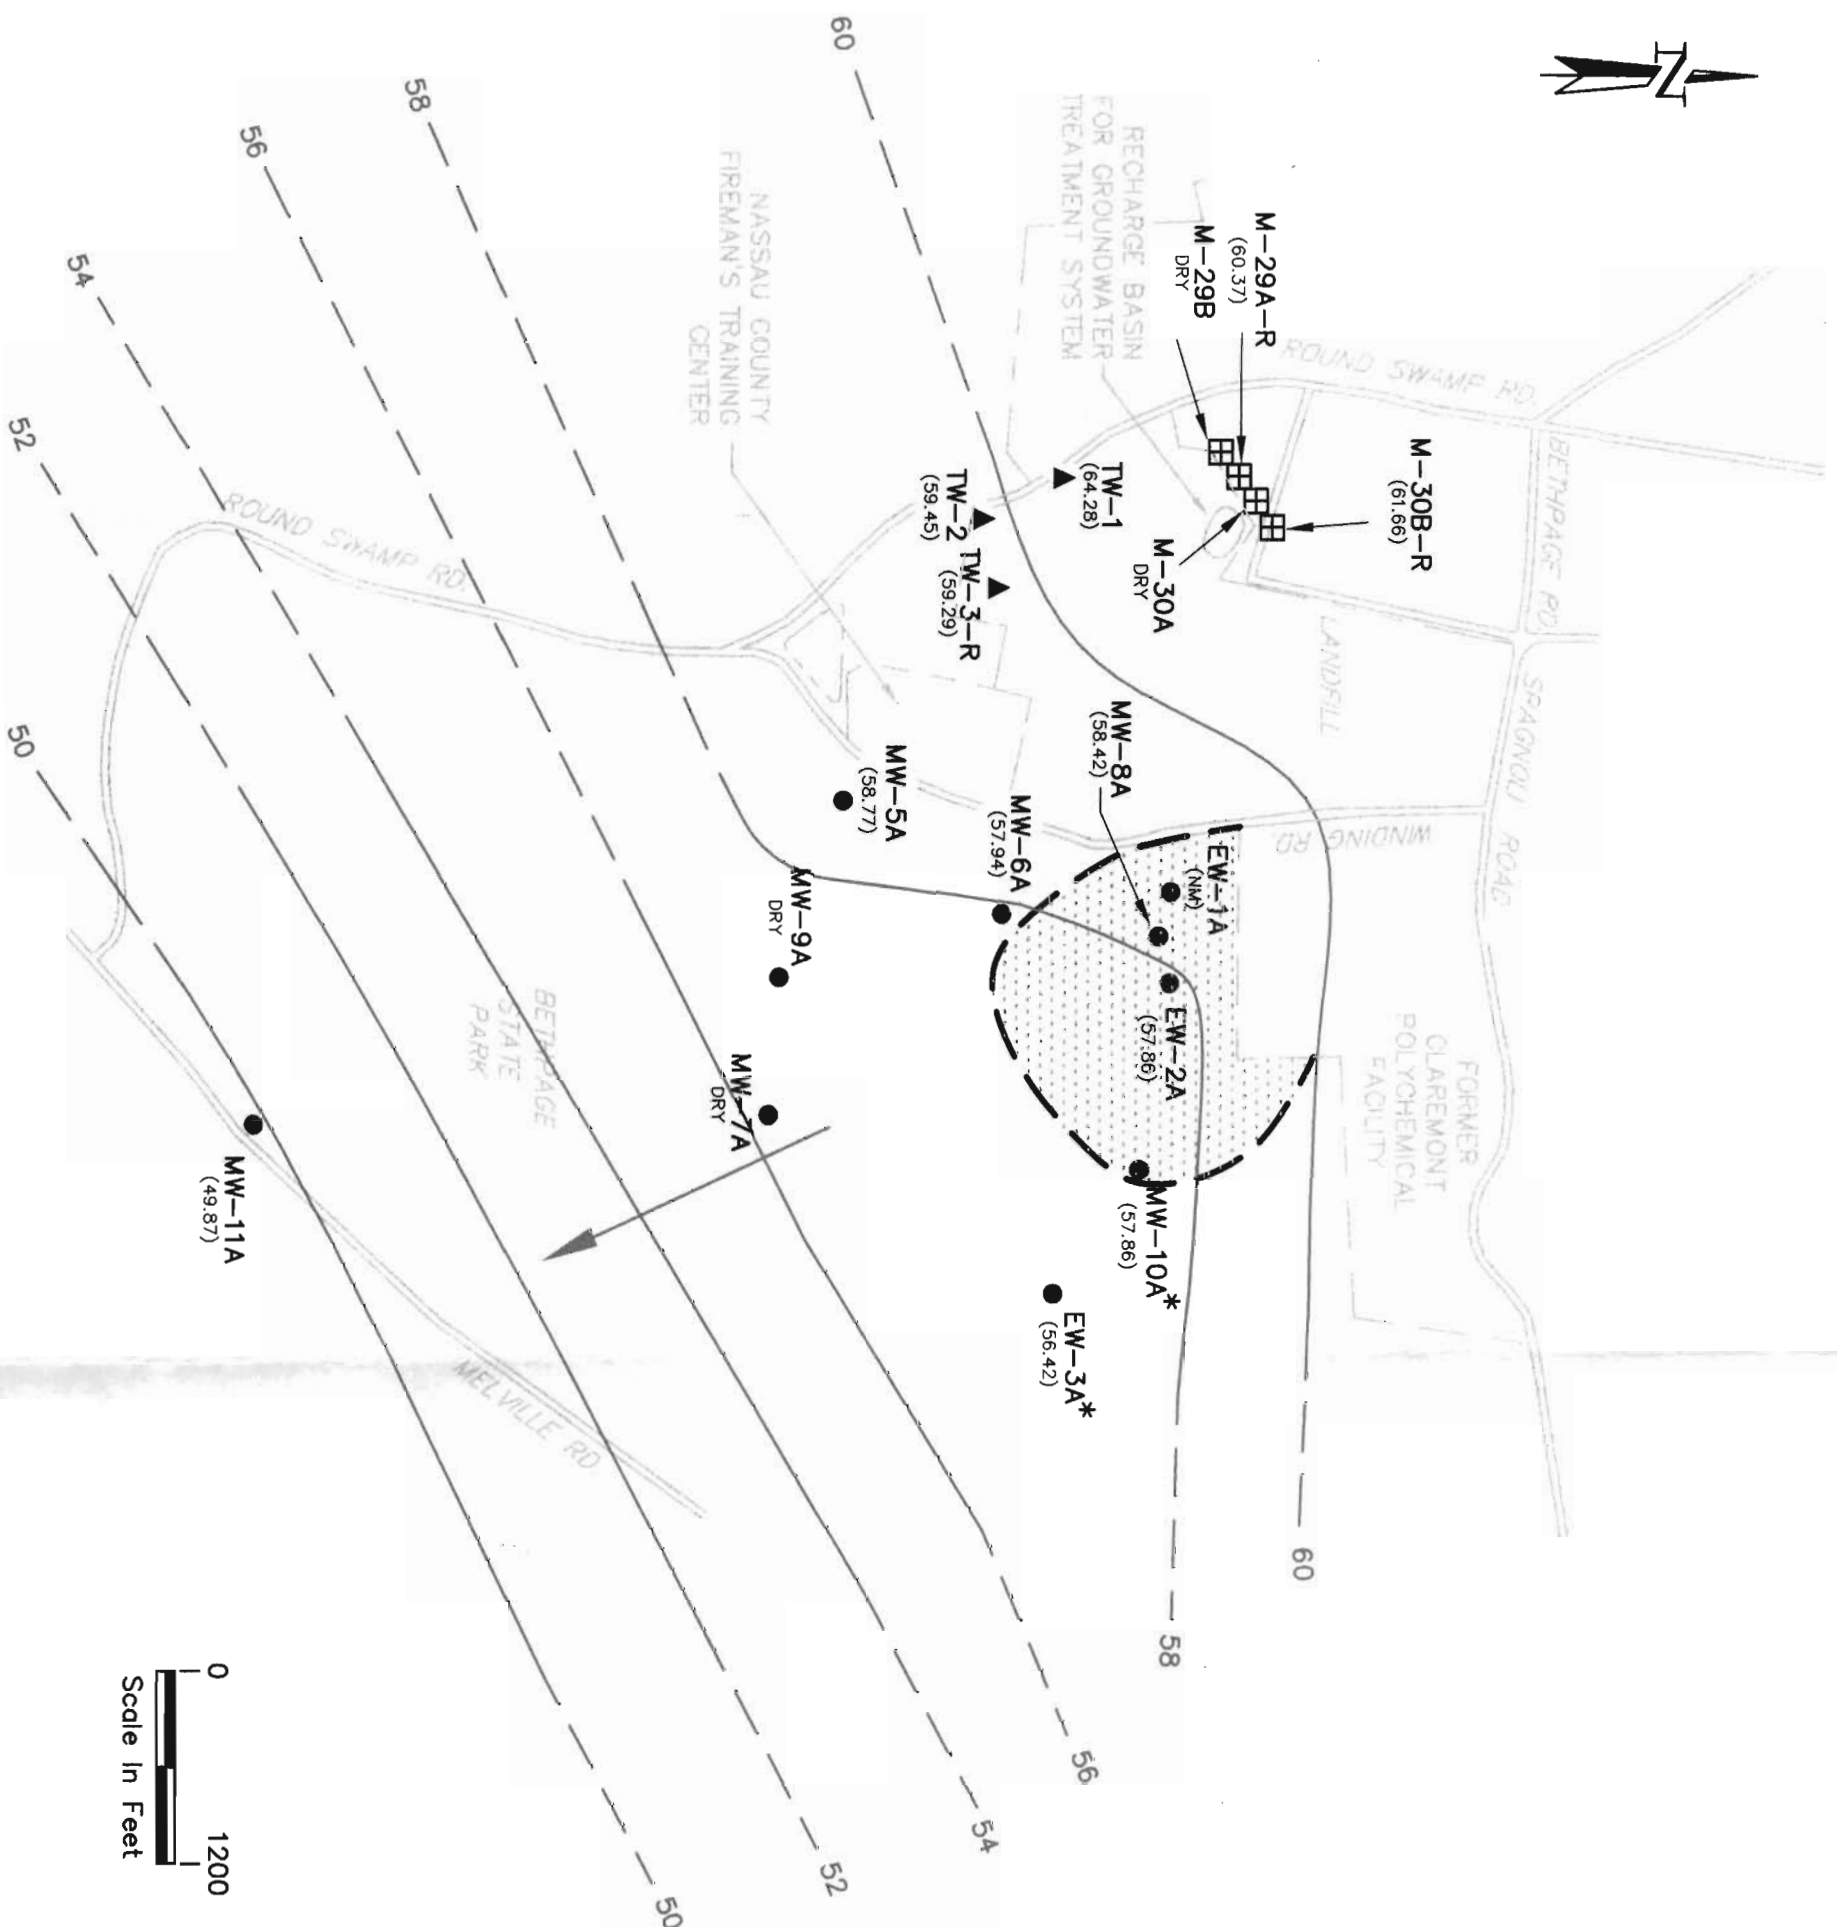 N
60
58
56
54
52
50
RECHARGE BASIN
FOR GROUNDWATER
TREATMENT SYSTEM
NASSAU COUNTY
FIREMAN'S TRAINING
CENTER
M-29A-R
(60.37)
M-29B
DRY
M-30B-R
(61.66)
M-30A
DRY
ROUND SWAMP RD.
BETHPAGE RD.
SPAGNOLI ROAD
LANDFILL
WINDING RD.
TW-1
(64.28)
TW-2
(59.45)
TW-3-R
(59.29)
ROUND SWAMP RD.
MW-8A
(58.42)
MW-5A
(58.77)
MW-6A
(57.94)
EW-1A
(NM)
EW-2A
(57.86)
MW-9A
DRY
MW-7A
DRY
MW-10A*
(57.86)
EW-3A*
(56.42)
MW-11A
(49.87)
FORMER
CLAREMONT
POLYCHEMICAL
FACILITY
BETHPAGE
STATE
PARK
MELVILLE RD.
60
58
56
54
52
50
0
1200
Scale In Feet